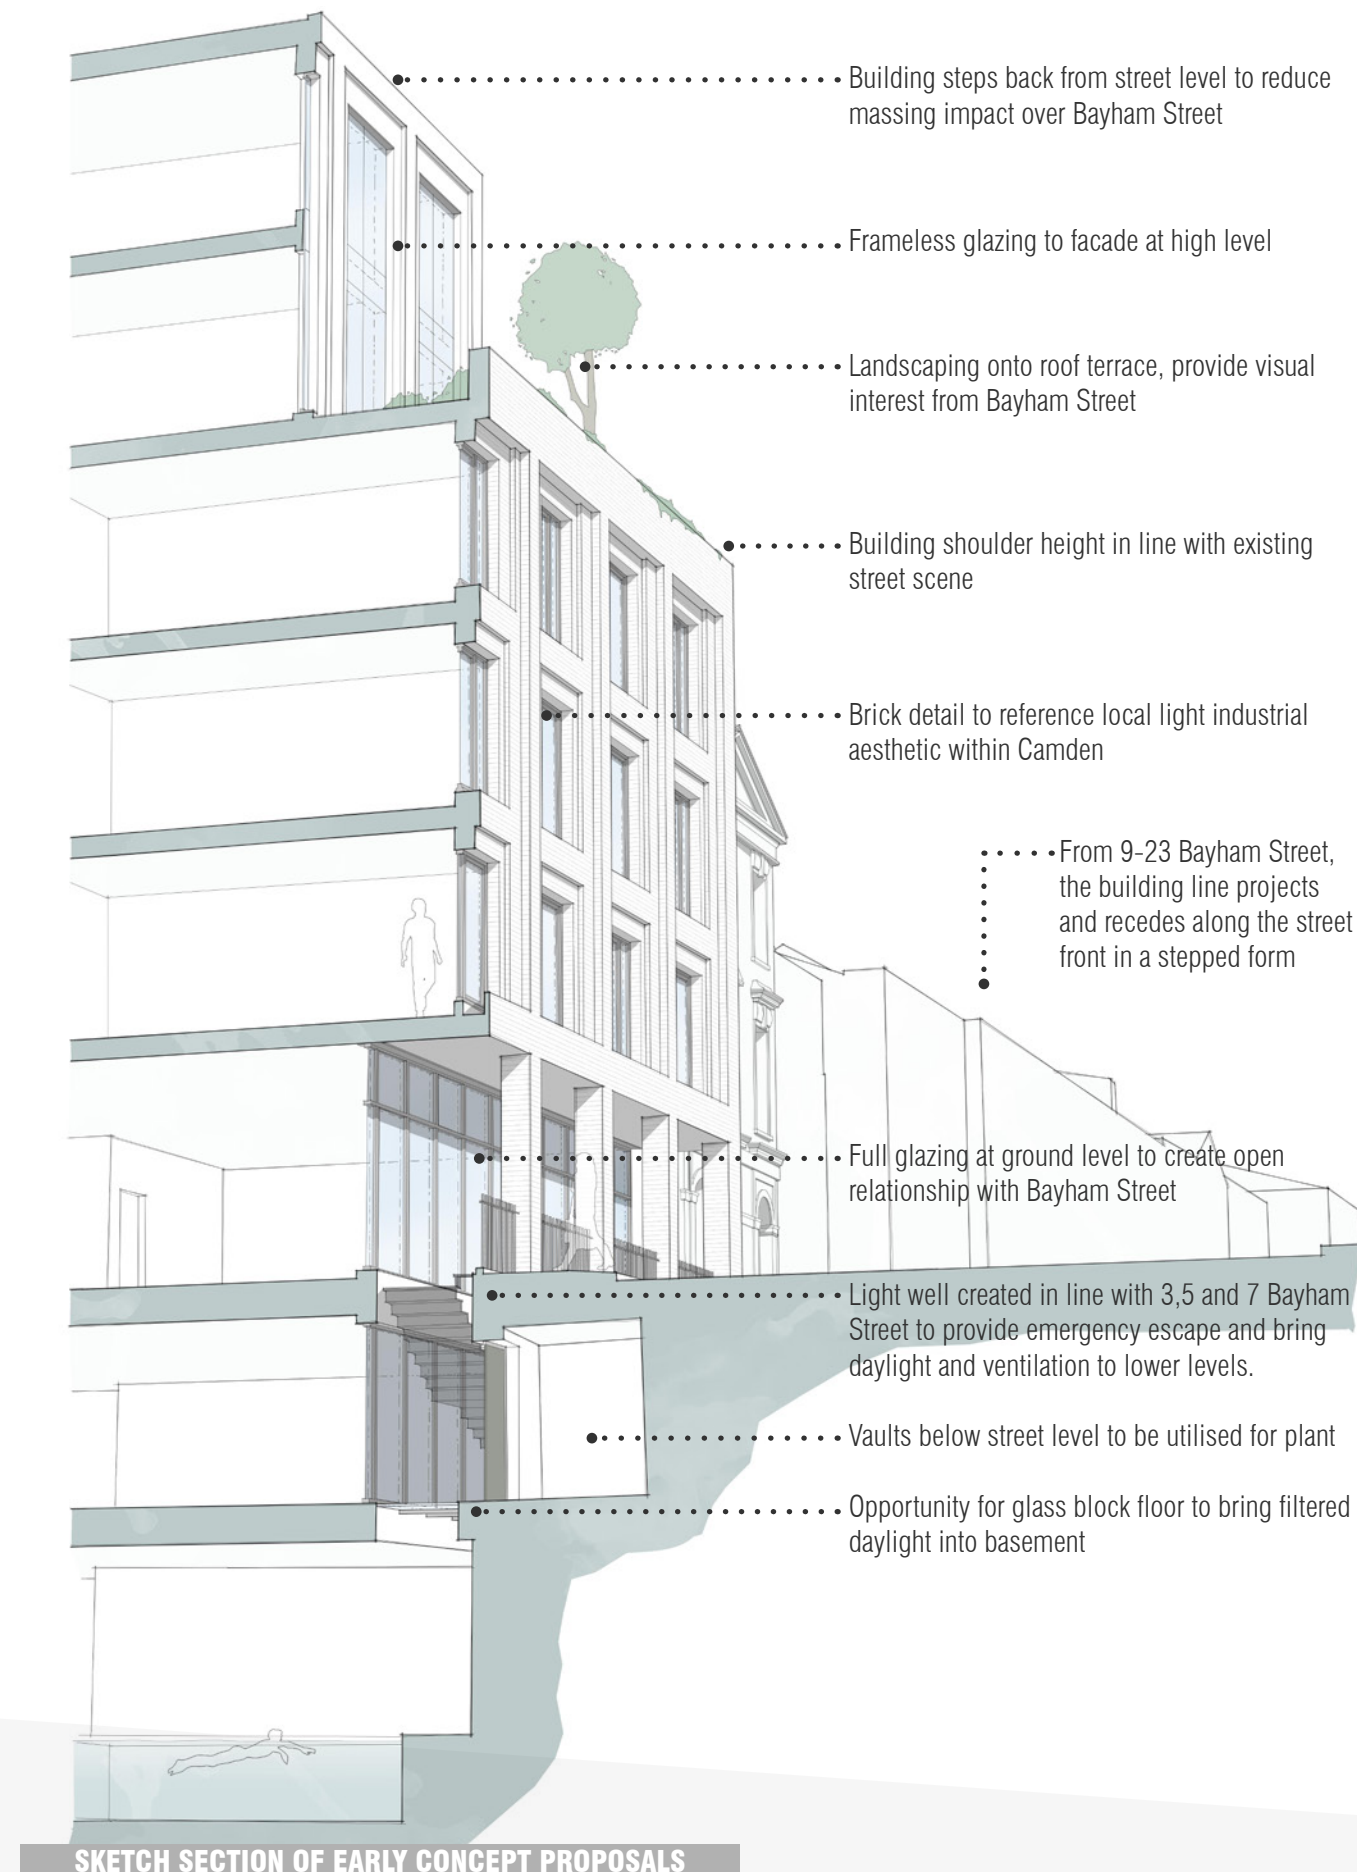 Building steps back from street level to reduce
massing impact over Bayham Street
Frameless glazing to facade at high level
Landscaping onto roof terrace, provide visual
interest from Bayham Street
Building shoulder height in line with existing
street scene
Brick detail to reference local light industrial
aesthetic within Camden
From 9-23 Bayham Street,
the building line projects
and recedes along the street
front in a stepped form
Full glazing at ground level to create open
relationship with Bayham Street
Light well created in line with 3,5 and 7 Bayham
Street to provide emergency escape and bring
daylight and ventilation to lower levels.
Vaults below street level to be utilised for plant
Opportunity for glass block floor to bring filtered
daylight into basement
SKETCH SECTION OF EARLY CONCEPT PROPOSALS